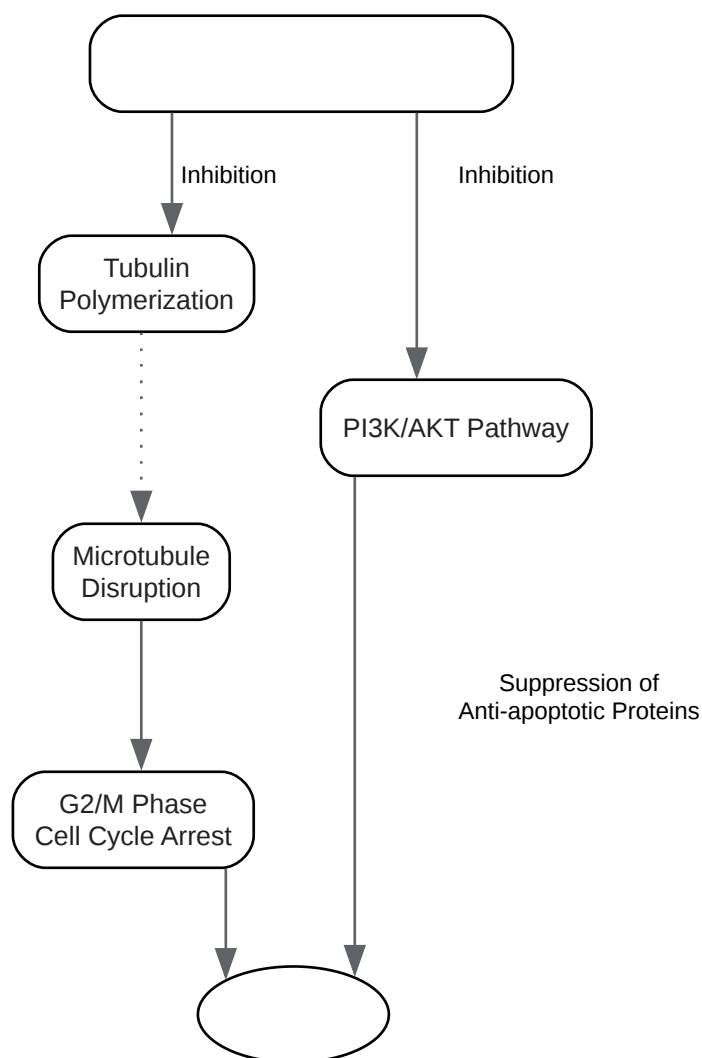 Inhibition
Inhibition
Tubulin
Polymerization
PI3K/AKT Pathway
Microtubule
Disruption
Suppression of
Anti-apoptotic Proteins
G2/M Phase
Cell Cycle Arrest